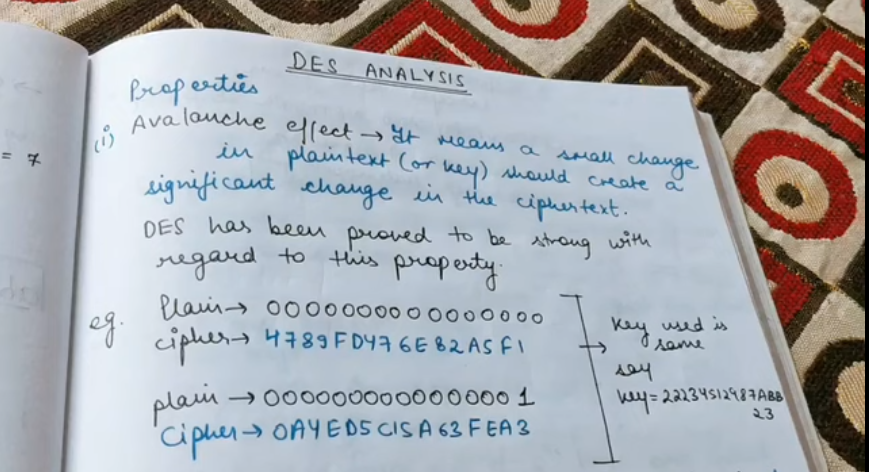 = 7
DES ANALYSIS
Properties
(i) Avalanche effect → It means a small change
in plaintext (or key) should create a
significant change in the ciphertext.
DES has been proved to be strong with
regard to this property.
eg. Plain → 0000000000000000
cipher → 4789FD476E82A5F1
plain → 0000000000000001
Cipher → 0A4ED5C15A63FEA3
Key used is
same
say
key = 22234512987ABB
23